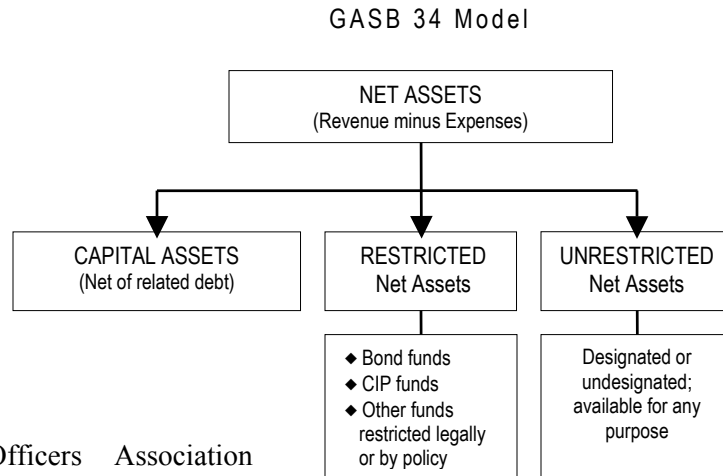 GASB 34 Model
NET ASSETS
(Revenue minus Expenses)
CAPITAL ASSETS
(Net of related debt)
RESTRICTED
Net Assets
UNRESTRICTED
Net Assets
◆ Bond funds
◆ CIP funds
◆ Other funds
restricted legally
or by policy
Designated or
undesignated;
available for any
purpose
Officers Association